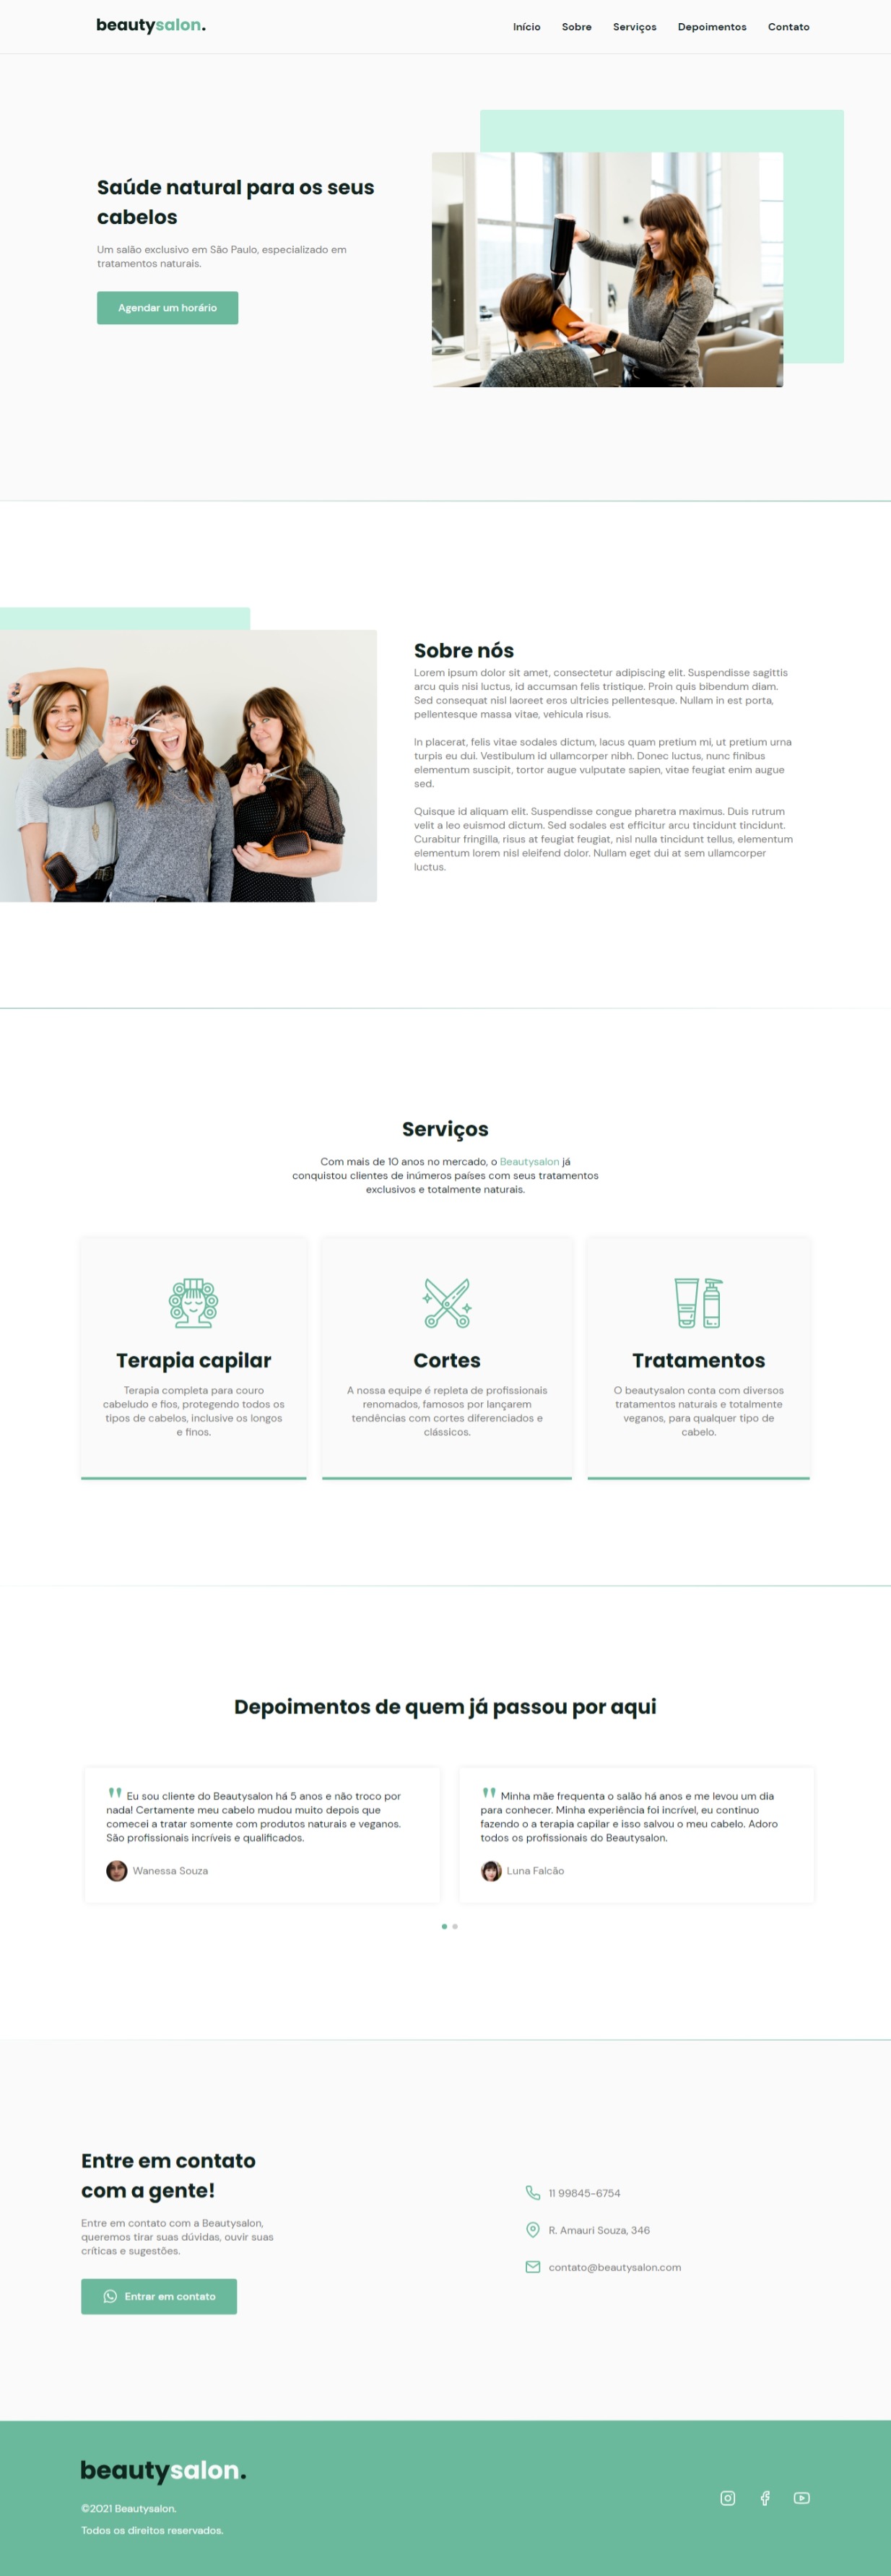 beautysalon.
Início Sobre Serviços Depoimentos Contato
Saúde natural para os seus
cabelos
Um salão exclusivo em São Paulo, especializado em
tratamentos naturais.
Agendar um horário
Sobre nós
Lorem ipsum dolor sit amet, consectetur adipiscing elit. Suspendisse sagittis
arcu quis nisi luctus, id accumsan felis tristique. Proin quis bibendum diam.
Sed consequat nisl laoreet eros ultricies pellentesque. Nullam in est porta,
pellentesque massa vitae, vehicula risus.
In placerat, felis vitae sodales dictum, lacus quam pretium mi, ut pretium urna
turpis eu dui. Vestibulum id ullamcorper nibh. Donec luctus, nunc finibus
elementum suscipit, tortor augue vulputate sapien, vitae feugiat enim augue
sed.
Quisque id aliquam elit. Suspendisse congue pharetra maximus. Duis rutrum
velit a leo euismod dictum. Sed sodales est efficitur arcu tincidunt tincidunt.
Curabitur fringilla, risus at feugiat feugiat, nisl nulla tincidunt tellus, elementum
elementum lorem nisl eleifend dolor. Nullam eget dui at sem ullamcorper
luctus.
Serviços
Com mais de 10 anos no mercado, o Beautysalon já
conquistou clientes de inúmeros países com seus tratamentos
exclusivos e totalmente naturais.
Terapia capilar
Terapia completa para couro
cabeludo e fios, protegendo todos os
tipos de cabelos, inclusive os longos
e finos.
Cortes
A nossa equipe é repleta de profissionais
renomados, famosos por lançarem
tendências com cortes diferenciados e
clássicos.
Tratamentos
O beautysalon conta com diversos
tratamentos naturais e totalmente
veganos, para qualquer tipo de
cabelo.
Depoimentos de quem já passou por aqui
" Eu sou cliente do Beautysalon há 5 anos e não troco por
nada! Certamente meu cabelo mudou muito depois que
comecei a tratar somente com produtos naturais e veganos.
São profissionais incríveis e qualificados.
Wanessa Souza
" Minha mãe frequenta o salão há anos e me levou um dia
para conhecer. Minha experiência foi incrível, eu continuo
fazendo o a terapia capilar e isso salvou o meu cabelo. Adoro
todos os profissionais do Beautysalon.
Luna Falcão
Entre em contato
com a gente!
Entre em contato com a Beautysalon,
queremos tirar suas dúvidas, ouvir suas
críticas e sugestões.
Entrar em contato
11 99845-6754
R. Amauri Souza, 346
contato@beautysalon.com
beautysalon.
©2021 Beautysalon.
Todos os direitos reservados.